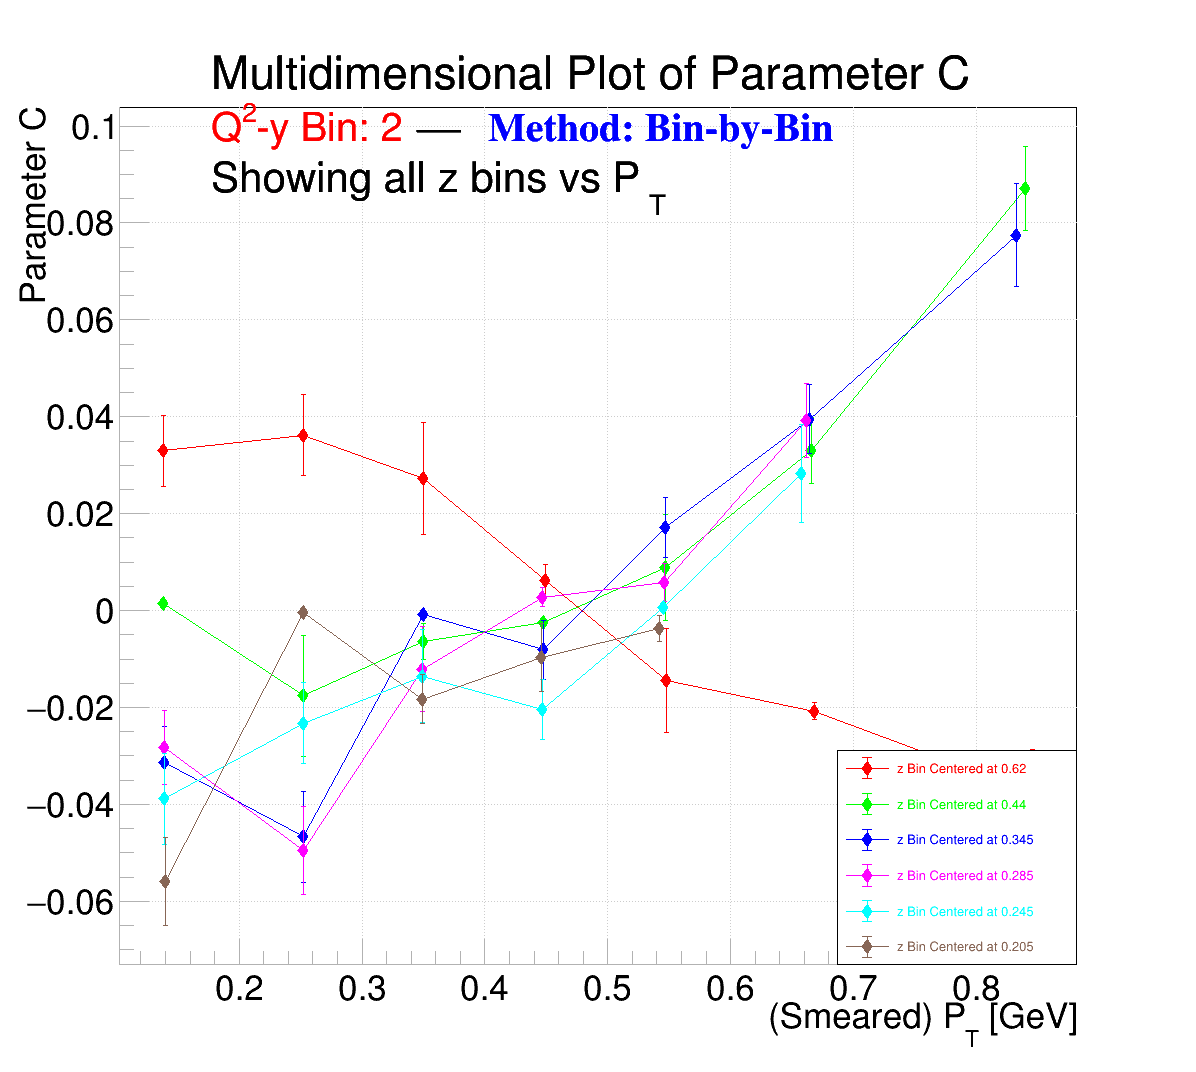 Multidimensional Plot of Parameter C
Q²-y Bin: 2 — Method: Bin-by-Bin
Showing all z bins vs P_T
Parameter C
0.1
0.08
0.06
0.04
0.02
0
−0.02
−0.04
−0.06
z Bin Centered at 0.62
z Bin Centered at 0.44
z Bin Centered at 0.345
z Bin Centered at 0.285
z Bin Centered at 0.245
z Bin Centered at 0.205
0.2 0.3 0.4 0.5 0.6 0.7 0.8
(Smeared) P_T [GeV]